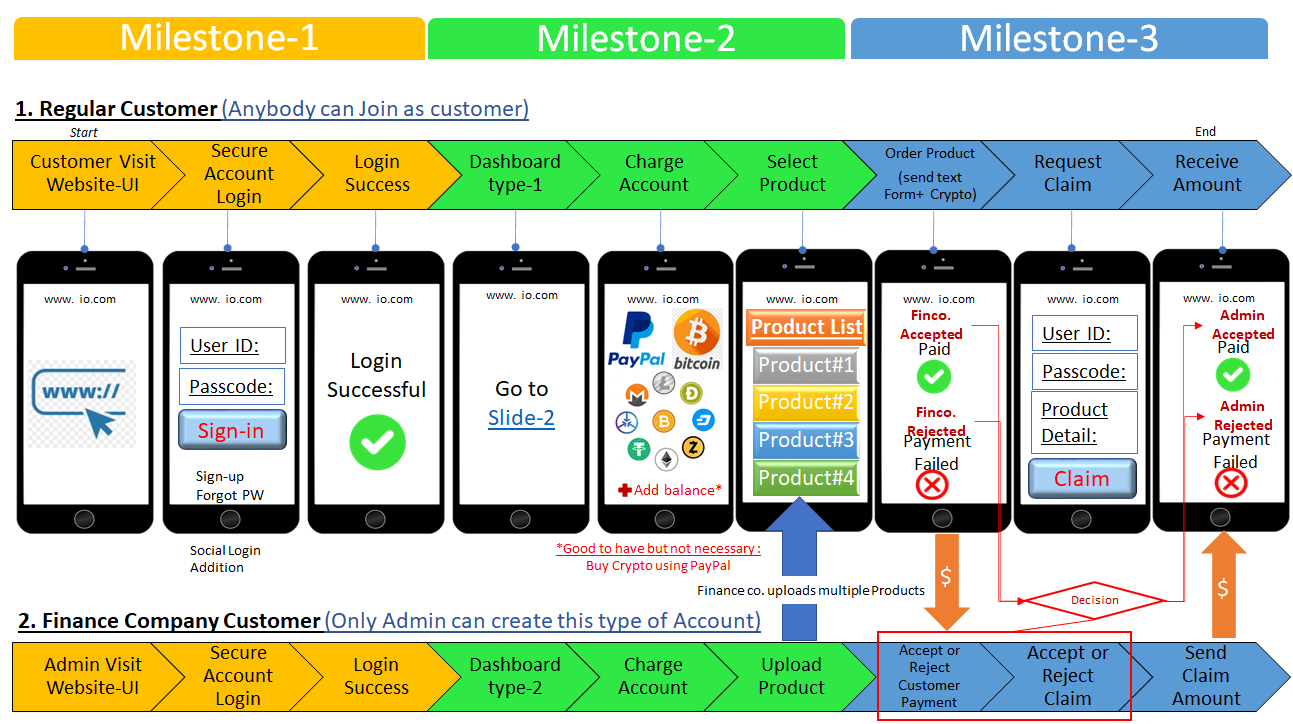 Milestone-1
Milestone-2
Milestone-3
1. Regular Customer (Anybody can Join as customer)
Start
End
Customer Visit
Website-UI
Secure
Account
Login
Login
Success
Dashboard
type-1
Charge
Account
Select
Product
Order Product
(send text
Form+ Crypto)
Request
Claim
Receive
Amount
www. io.com
www://
www. io.com
User ID:
Passcode:
Sign-in
Sign-up
Forgot PW
Social Login
Addition
www. io.com
Login
Successful
www. io.com
Go to
Slide-2
www. io.com
PayPal
bitcoin
Add balance*
*Good to have but not necessary :
Buy Crypto using PayPal
www. io.com
Product List
Product#1
Product#2
Product#3
Product#4
Finance co. uploads multiple Products
www. io.com
Finco.
Accepted
Paid
Finco.
Rejected
Payment
Failed
$
www. io.com
User ID:
Passcode:
Product
Detail:
Claim
www. io.com
Admin
Accepted
Paid
Admin
Rejected
Payment
Failed
$
Decision
2. Finance Company Customer (Only Admin can create this type of Account)
Admin Visit
Website-UI
Secure
Account
Login
Login
Success
Dashboard
type-2
Charge
Account
Upload
Product
Accept or
Reject
Customer
Payment
Accept or
Reject
Claim
Send
Claim
Amount